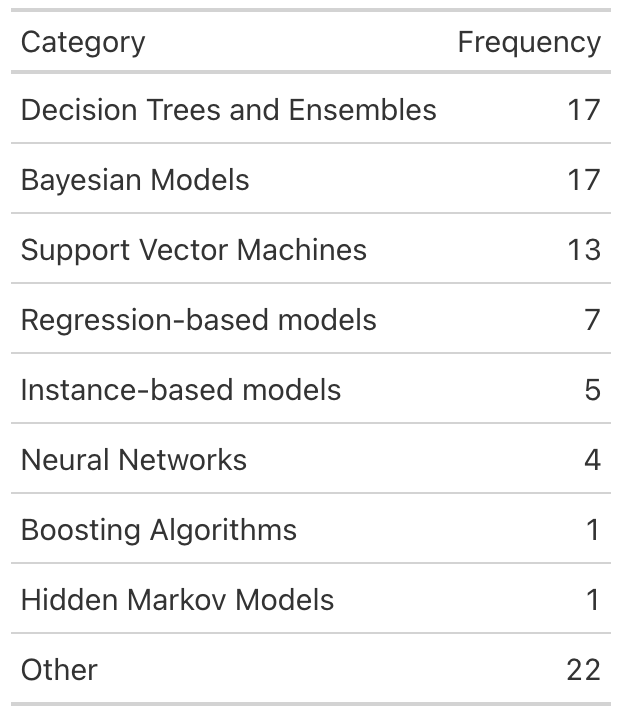 Category Frequency
Decision Trees and Ensembles 17
Bayesian Models 17
Support Vector Machines 13
Regression-based models 7
Instance-based models 5
Neural Networks 4
Boosting Algorithms 1
Hidden Markov Models 1
Other 22